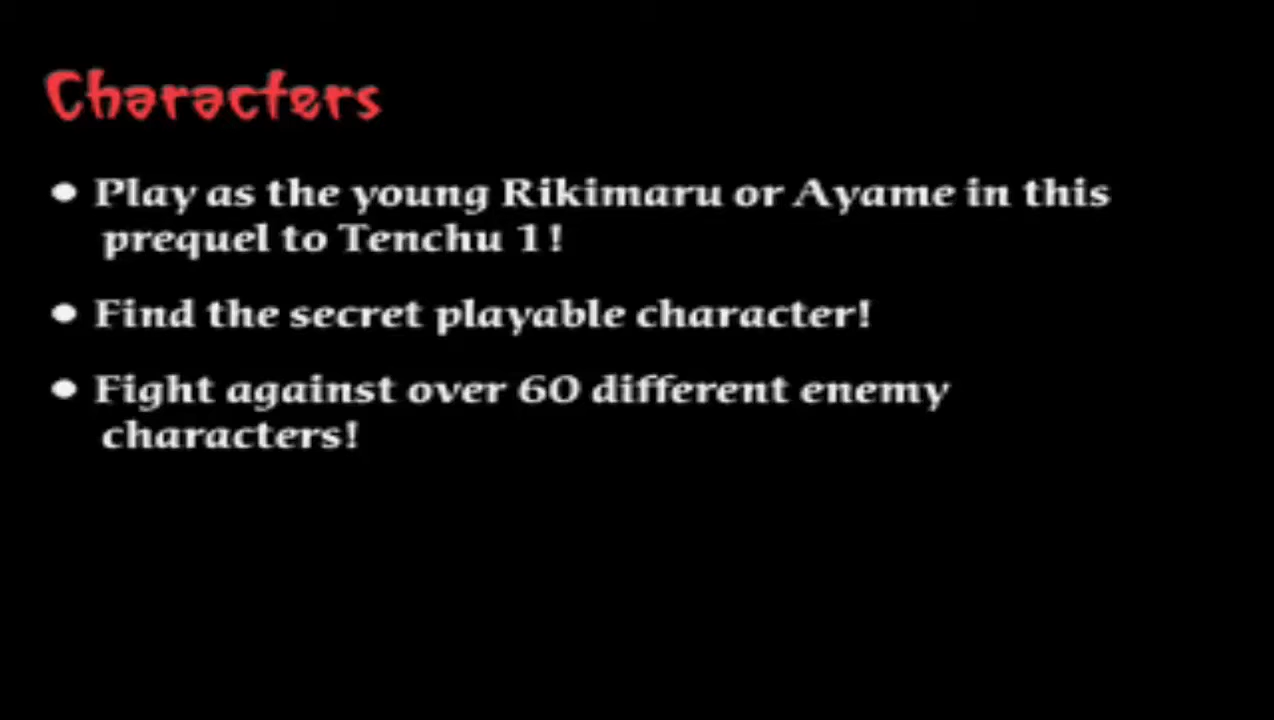 Characters
• Play as the young Rikimaru or Ayame in this
prequel to Tenchu 1!
• Find the secret playable character!
• Fight against over 60 different enemy
characters!